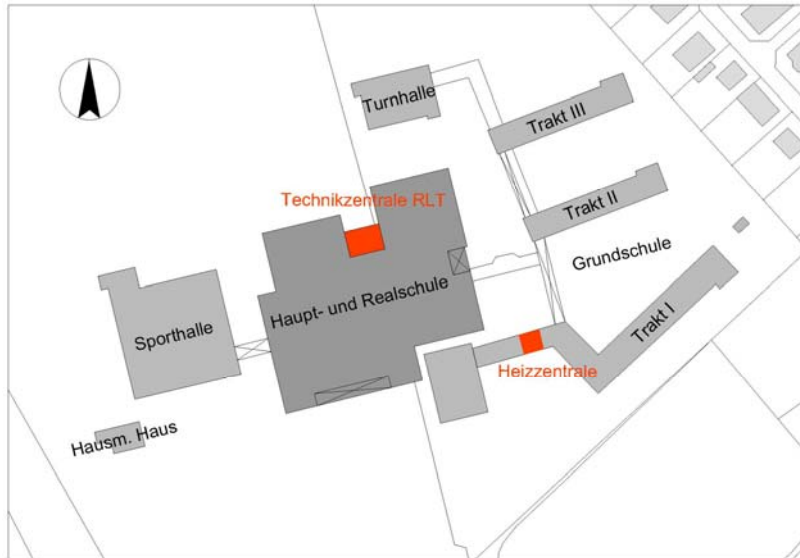 Turnhalle
Trakt III
Technikzentrale RLT
Trakt II
Grundschule
Haupt- und Realschule
Sporthalle
Trakt I
Heizzentrale
Hausm. Haus